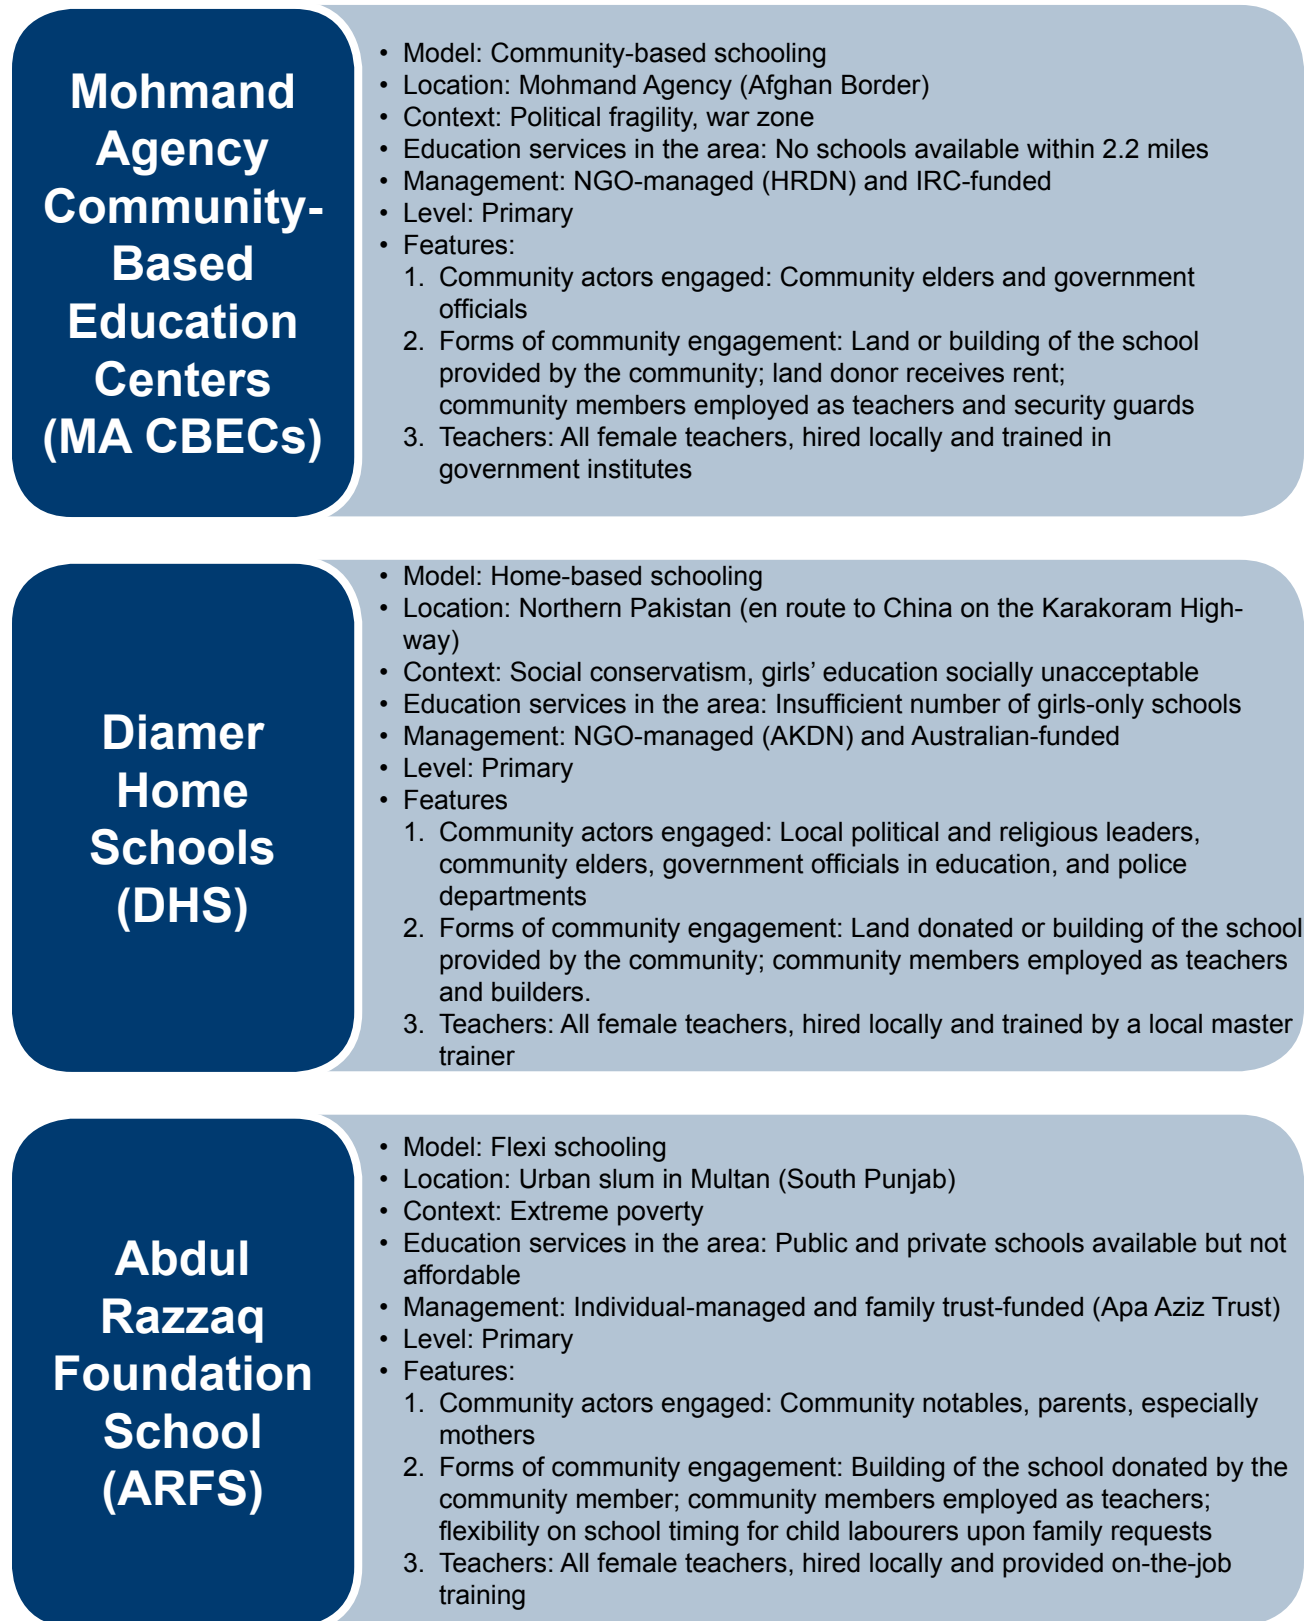 Mohmand
Agency
Community-
Based
Education
Centers
(MA CBECs)
• Model: Community-based schooling
• Location: Mohmand Agency (Afghan Border)
• Context: Political fragility, war zone
• Education services in the area: No schools available within 2.2 miles
• Management: NGO-managed (HRDN) and IRC-funded
• Level: Primary
• Features:
1. Community actors engaged: Community elders and government
officials
2. Forms of community engagement: Land or building of the school
provided by the community; land donor receives rent;
community members employed as teachers and security guards
3. Teachers: All female teachers, hired locally and trained in
government institutes
Diamer
Home
Schools
(DHS)
• Model: Home-based schooling
• Location: Northern Pakistan (en route to China on the Karakoram High-
way)
• Context: Social conservatism, girls’ education socially unacceptable
• Education services in the area: Insufficient number of girls-only schools
• Management: NGO-managed (AKDN) and Australian-funded
• Level: Primary
• Features
1. Community actors engaged: Local political and religious leaders,
community elders, government officials in education, and police
departments
2. Forms of community engagement: Land donated or building of the school
provided by the community; community members employed as teachers
and builders.
3. Teachers: All female teachers, hired locally and trained by a local master
trainer
Abdul
Razzaq
Foundation
School
(ARFS)
• Model: Flexi schooling
• Location: Urban slum in Multan (South Punjab)
• Context: Extreme poverty
• Education services in the area: Public and private schools available but not
affordable
• Management: Individual-managed and family trust-funded (Apa Aziz Trust)
• Level: Primary
• Features:
1. Community actors engaged: Community notables, parents, especially
mothers
2. Forms of community engagement: Building of the school donated by the
community member; community members employed as teachers;
flexibility on school timing for child labourers upon family requests
3. Teachers: All female teachers, hired locally and provided on-the-job
training